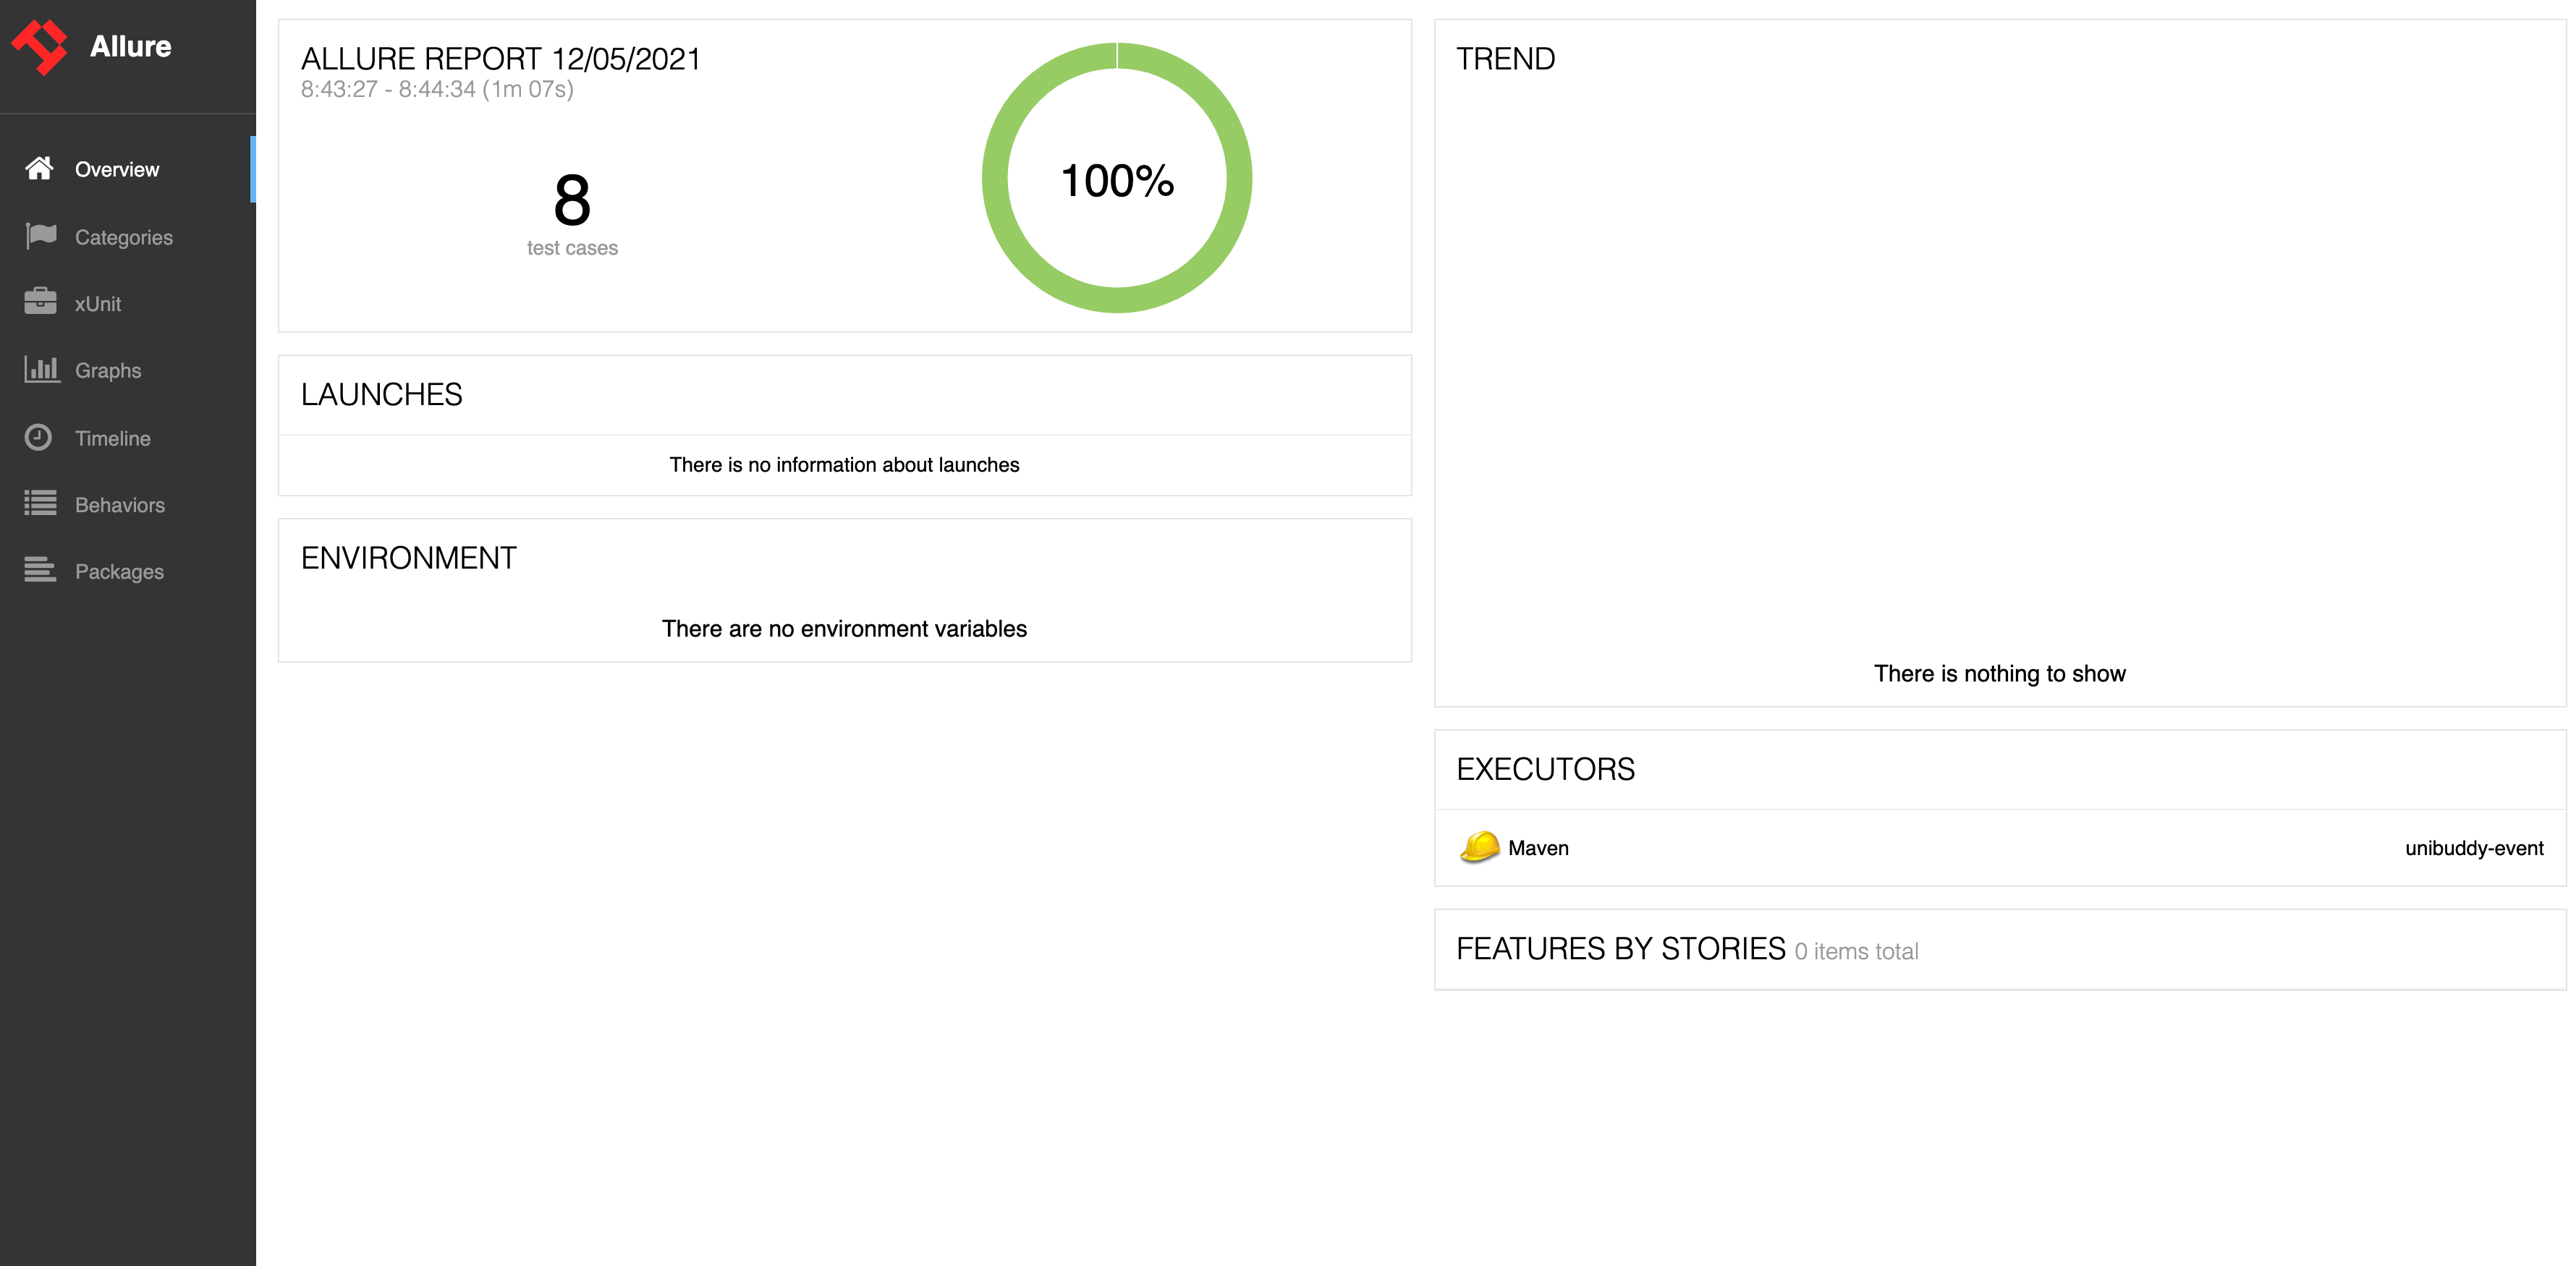 Allure
Overview
Categories
xUnit
Graphs
Timeline
Behaviors
Packages
ALLURE REPORT 12/05/2021
8:43:27 - 8:44:34 (1m 07s)
8
test cases
100%
LAUNCHES
There is no information about launches
ENVIRONMENT
There are no environment variables
TREND
There is nothing to show
EXECUTORS
Maven unibuddy-event
FEATURES BY STORIES 0 items total